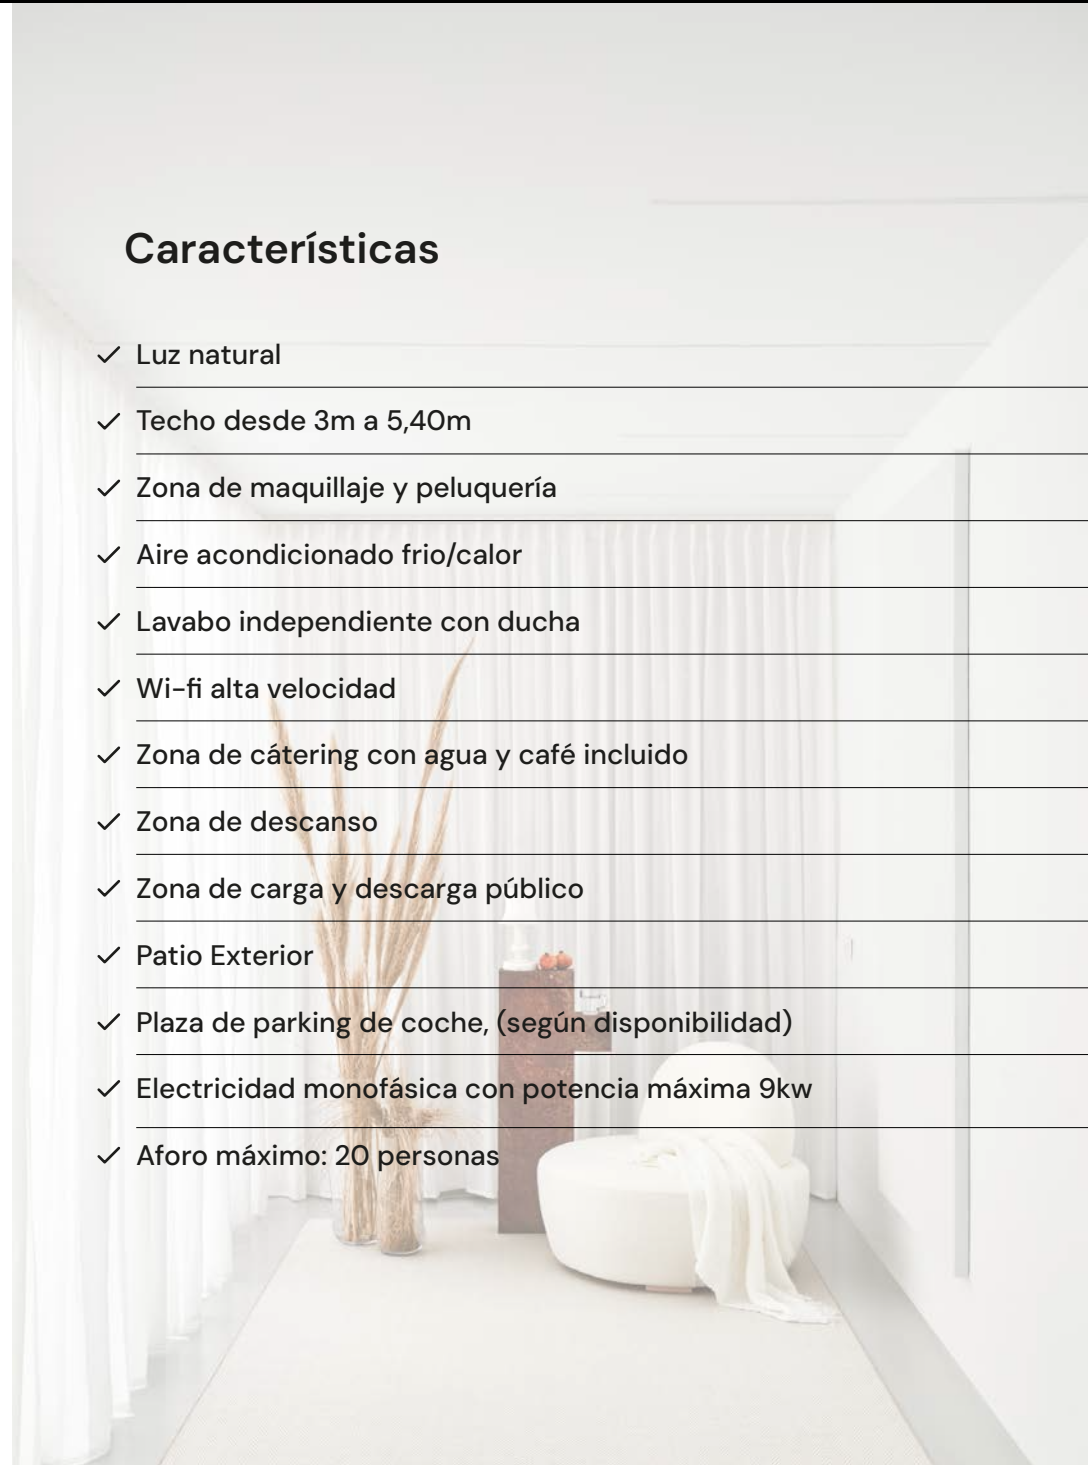 Características
Luz natural
Techo desde 3m a 5,40m
Zona de maquillaje y peluquería
Aire acondicionado frio/calor
Lavabo independiente con ducha
Wi-fi alta velocidad
Zona de cátering con agua y café incluido
Zona de descanso
Zona de carga y descarga público
Patio Exterior
Plaza de parking de coche, (según disponibilidad)
Electricidad monofásica con potencia máxima 9kw
Aforo máximo: 20 personas